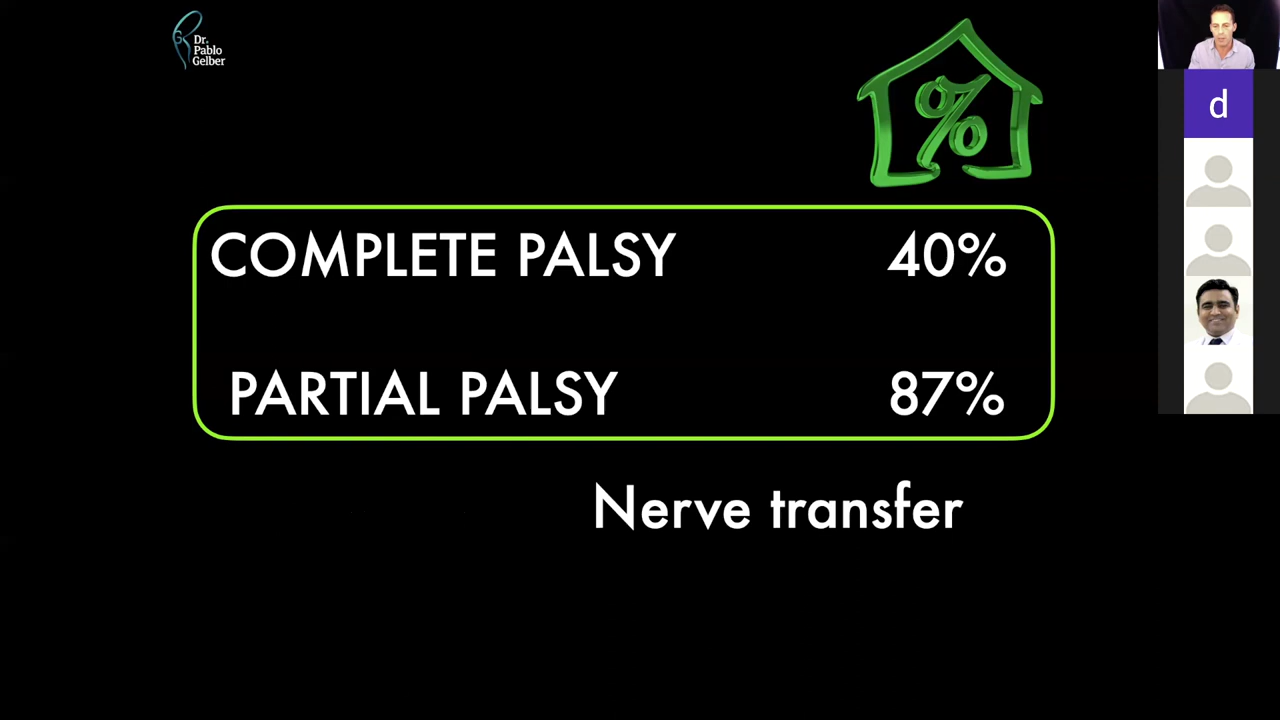 Dr.
Pablo
Gelber
%
COMPLETE PALSY 40%
PARTIAL PALSY 87%
Nerve transfer
d